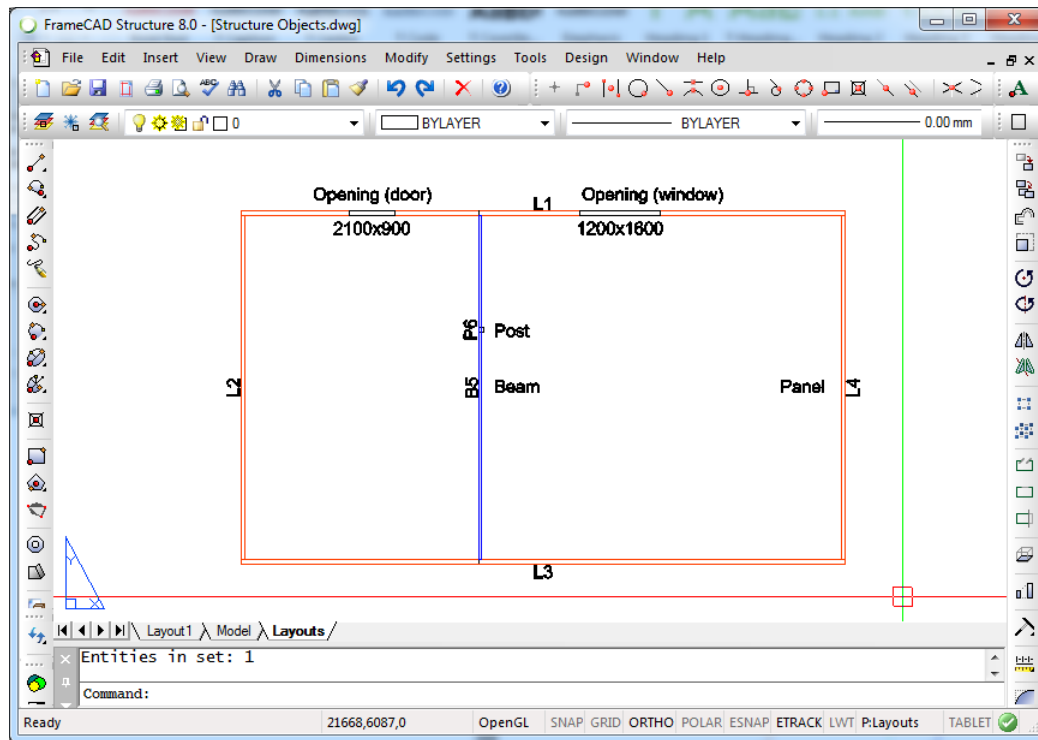 FrameCAD Structure 8.0 - [Structure Objects.dwg]
File Edit Insert View Draw Dimensions Modify Settings Tools Design Window Help
ABC
A
0 BYLAYER BYLAYER 0.00 mm
Opening (door) L1 Opening (window)
2100x900 1200x1600
P6 Post
L2 B5 Beam Panel L4
L3
Y
X
Layout1 Model Layouts
Entities in set: 1
Command:
Ready 21668,6087,0 OpenGL SNAP GRID ORTHO POLAR ESNAP ETRACK LWT P:Layouts TABLET